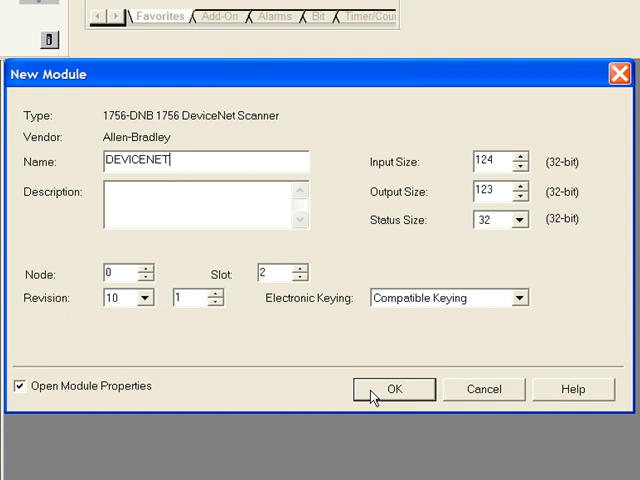 Favorites Add-On Alarms Bit Timer/Cou
New Module
Type: 1756-DNB 1756 DeviceNet Scanner
Vendor: Allen-Bradley
Name: DEVICENET Input Size: 124 (32-bit)
Description: Output Size: 123 (32-bit)
Status Size: 32 (32-bit)
Node: 0 Slot: 2
Revision: 10 1 Electronic Keying: Compatible Keying
Open Module Properties OK Cancel Help